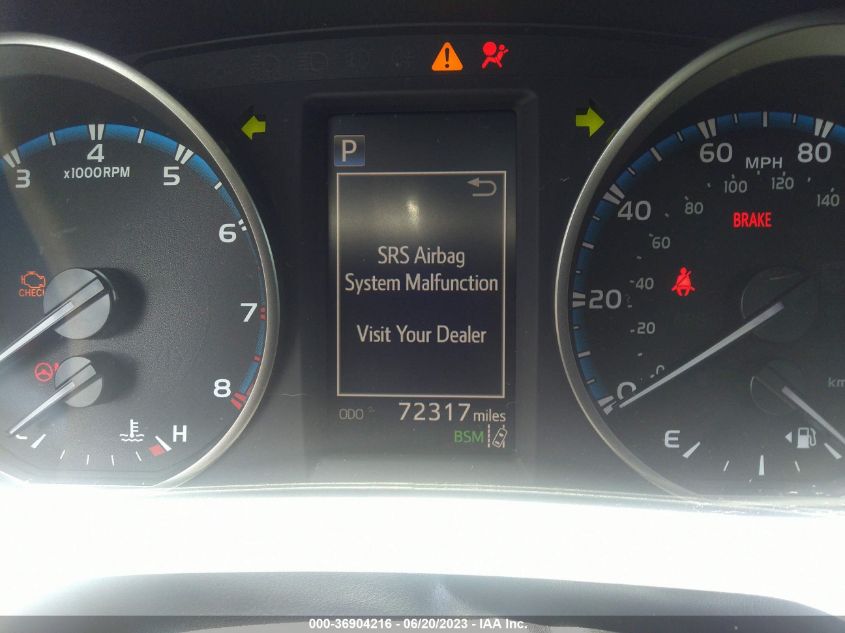 3 4 5 6 7 8
x1000RPM
CHECK
H
P
SRS Airbag
System Malfunction
Visit Your Dealer
ODO 72317 miles
BSM
0 20 40 60 80
MPH
20 40 60 80 100 120 140
BRAKE
E
km
000-36904216 - 06/20/2023 - IAA Inc.